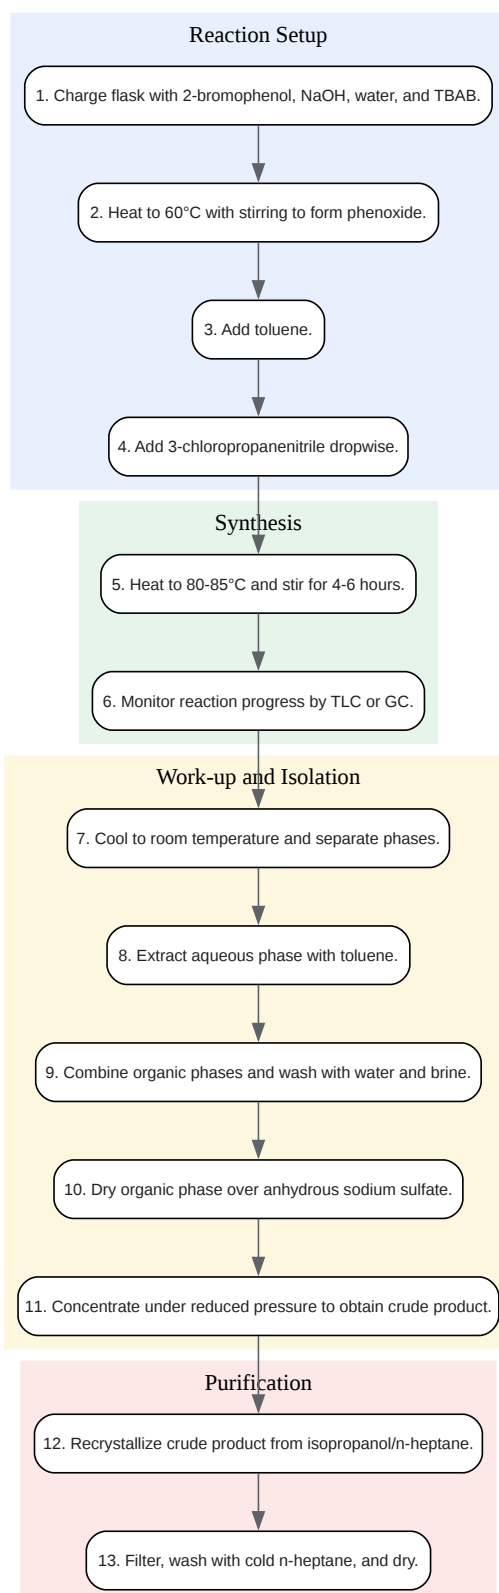 Reaction Setup
1. Charge flask with 2-bromophenol, NaOH, water, and TBAB.
2. Heat to 60°C with stirring to form phenoxide.
3. Add toluene.
4. Add 3-chloropropanenitrile dropwise.
Synthesis
5. Heat to 80-85°C and stir for 4-6 hours.
6. Monitor reaction progress by TLC or GC.
Work-up and Isolation
7. Cool to room temperature and separate phases.
8. Extract aqueous phase with toluene.
9. Combine organic phases and wash with water and brine.
10. Dry organic phase over anhydrous sodium sulfate.
11. Concentrate under reduced pressure to obtain crude product.
Purification
12. Recrystallize crude product from isopropanol/n-heptane.
13. Filter, wash with cold n-heptane, and dry.